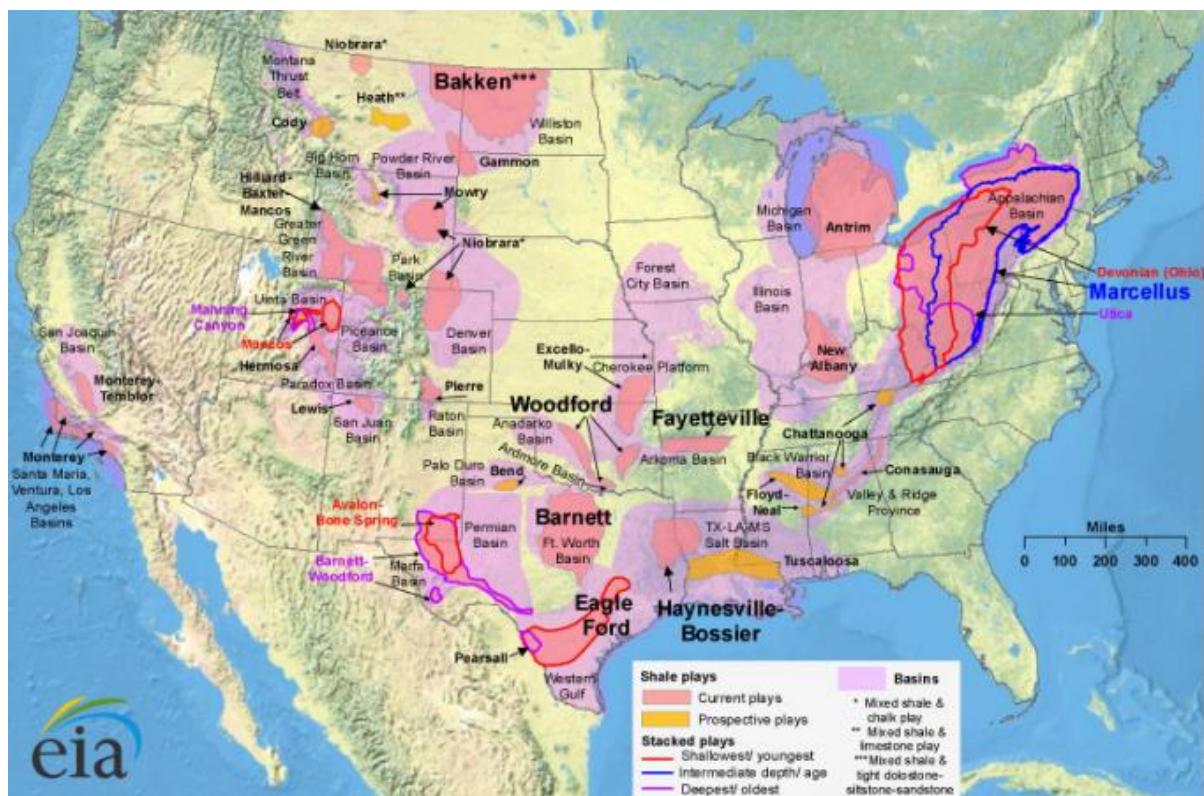 Niobrara*
Montana
Thrust
Belt
Bakken***
Heath**
Cody
Williston
Basin
Big Horn
Basin
Powder River
Basin
Gammon
Hilliard-
Baxter-
Mancos
Mowry
Greater
Green
River
Basin
Park
Basin
Niobrara*
Michigan
Basin
Antrim
Appalachian
Basin
Devonian (Ohio)
Marcellus
Utica
Forest
City Basin
Illinois
Basin
Uinta Basin
Manning
Canyon
Mancos
Piceance
Basin
Denver
Basin
San Joaquin
Basin
Hermosa
Excello-
Mulky
Cherokee Platform
New
Albany
Monterey-
Temblor
Paradox Basin
Pierre
Lewis
San Juan
Basin
Raton
Basin
Woodford
Anadarko
Basin
Fayetteville
Chattanooga
Monterey
Santa Maria,
Ventura, Los
Angeles
Basins
Palo Duro
Basin
Bend
Ardmore Basin
Arkoma Basin
Black Warrior
Basin
Conasauga
Floyd-
Neal
Valley & Ridge
Province
Avalon-
Bone Spring
Permian
Basin
Barnett
Ft. Worth
Basin
TX-LA-MS
Salt Basin
Tuscaloosa
Barnett-
Woodford
Marfa
Basin
Eagle
Ford
Haynesville-
Bossier
Pearsall
Western
Gulf
Miles
0 100 200 300 400
Shale plays
Current plays
Prospective plays
Stacked plays
Shallowest/ youngest
Intermediate depth/ age
Deepest/ oldest
Basins
* Mixed shale &
chalk play
** Mixed shale &
limestone play
***Mixed shale &
tight dolostone-
siltstone-sandstone
eia